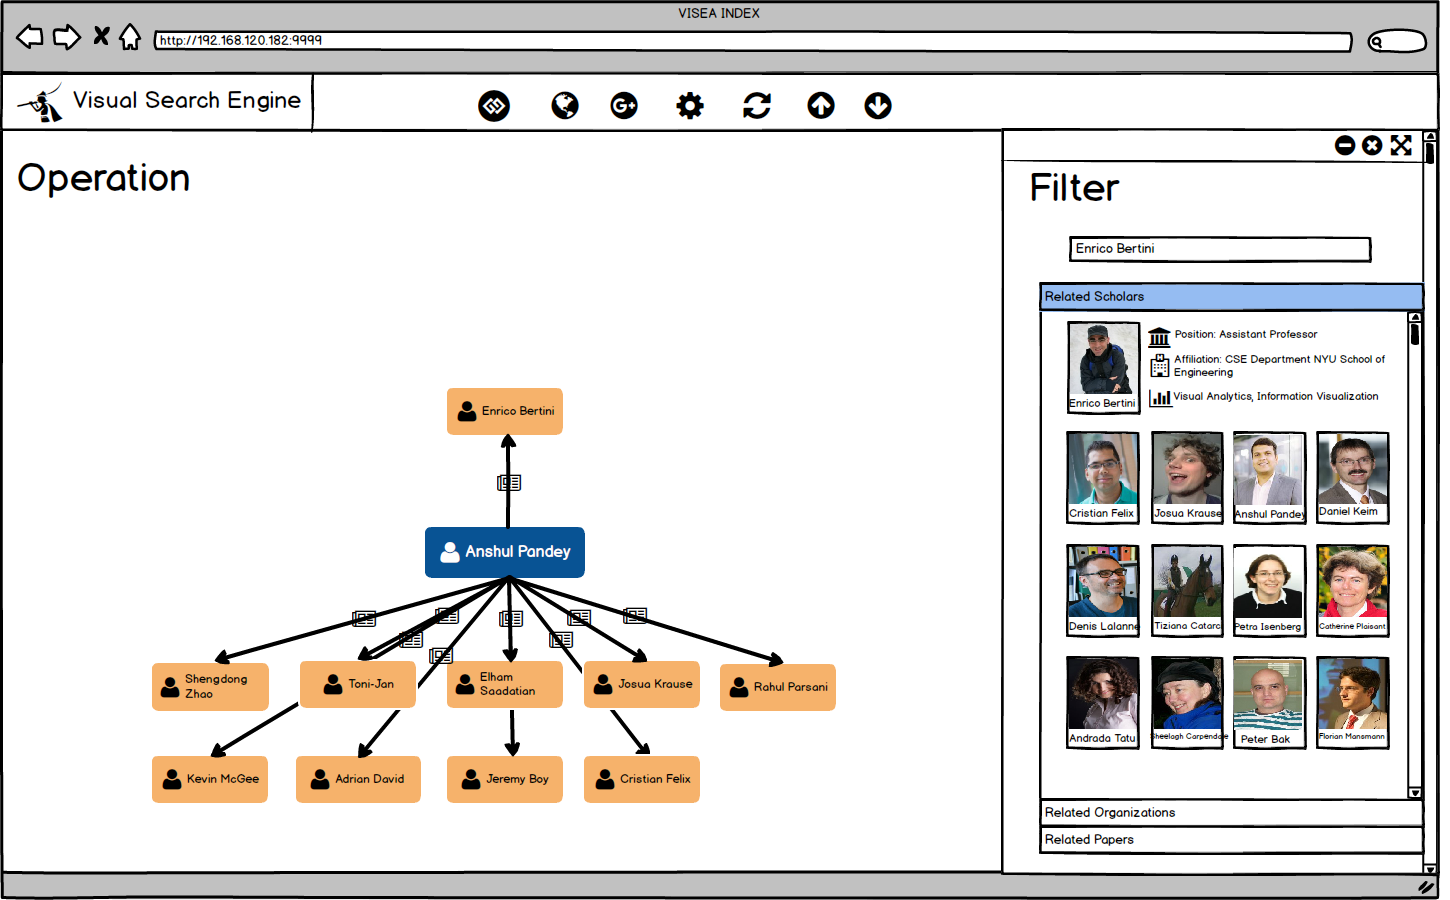 VISEA INDEX
http://192.168.120.182:9999
Visual Search Engine
G+
Operation
Enrico Bertini
Anshul Pandey
Shengdong
Zhao
Toni-Jan
Elham
Saadatian
Josua Krause
Rahul Parsani
Kevin McGee
Adrian David
Jeremy Boy
Cristian Felix
Filter
Enrico Bertini
Related Scholars
Enrico Bertini
Position: Assistant Professor
Affiliation: CSE Department NYU School of
Engineering
Visual Analytics, Information Visualization
Cristian Felix
Josua Krause
Anshul Pandey
Daniel Keim
Denis Lalanne
Tiziana Catarc
Petra Isenberg
Catherine Plaisant
Andrada Tatu
Sheelagh Carpendale
Peter Bak
Florian Mansmann
Related Organizations
Related Papers